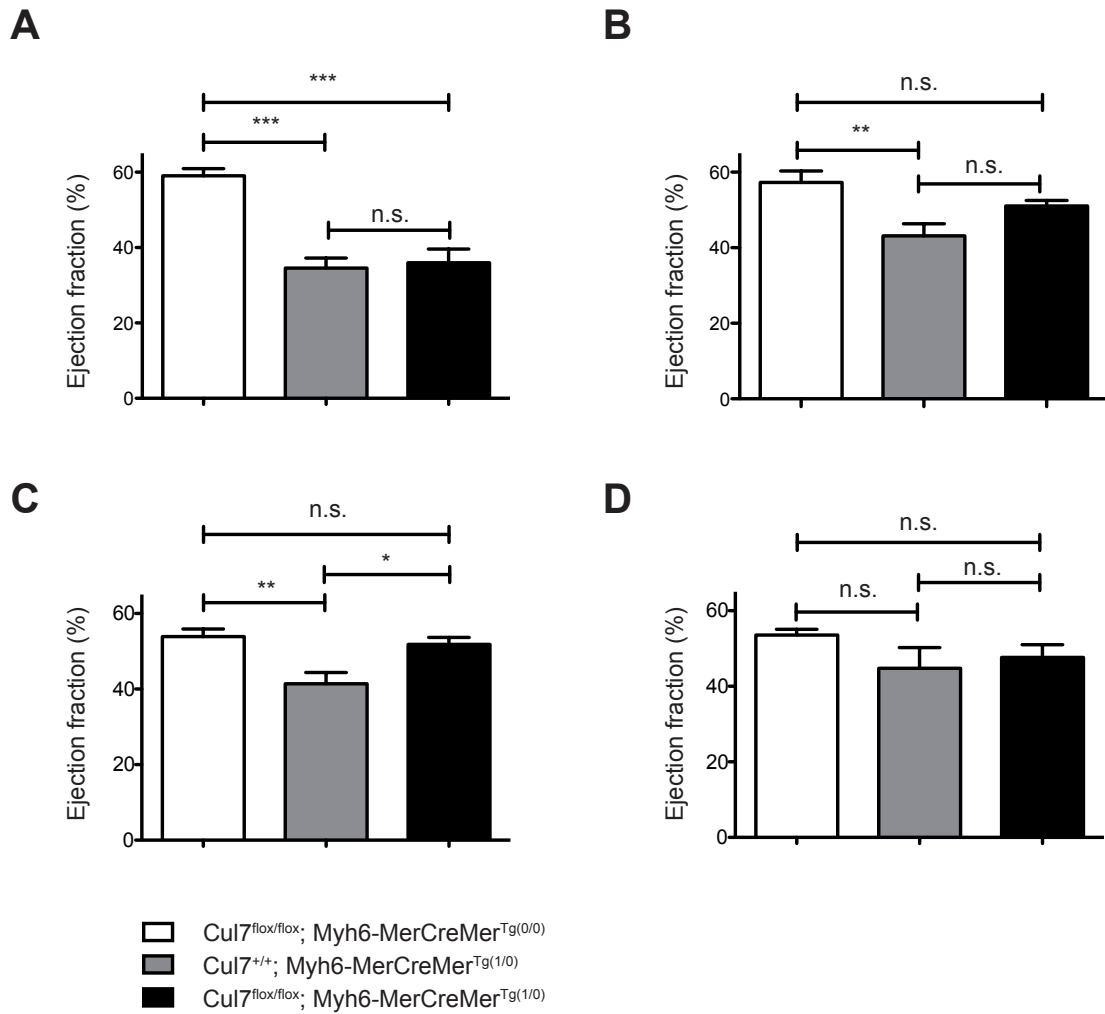 A
***
***
n.s.
Ejection fraction (%)
60
40
20
0
B
n.s.
**
n.s.
Ejection fraction (%)
60
40
20
0
C
n.s.
**
*
Ejection fraction (%)
60
40
20
0
D
n.s.
n.s.
n.s.
Ejection fraction (%)
60
40
20
0
Cul7flox/flox; Myh6-MerCreMerTg(0/0)
Cul7+/+; Myh6-MerCreMerTg(1/0)
Cul7flox/flox; Myh6-MerCreMerTg(1/0)